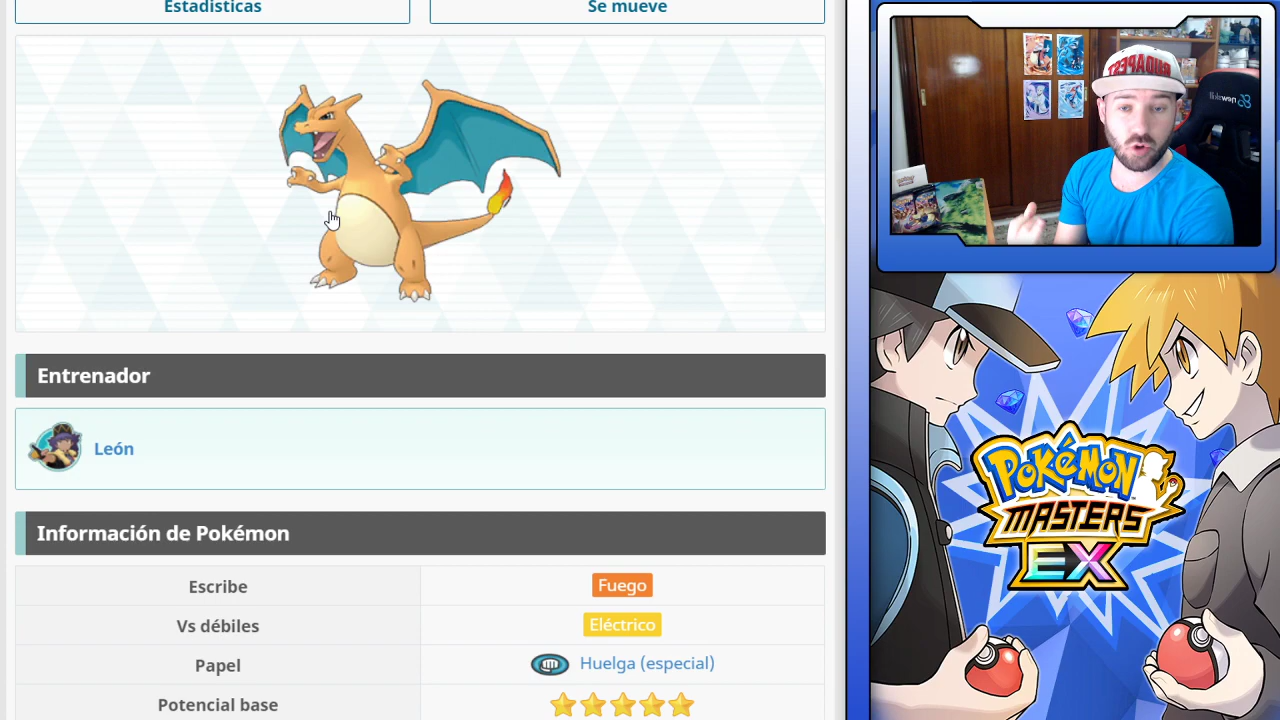 Estadísticas
Se mueve
Entrenador
León
Información de Pokémon
Escribe
Fuego
Vs débiles
Eléctrico
Papel
Huelga (especial)
Potencial base
POKéMON
MASTERS
EX